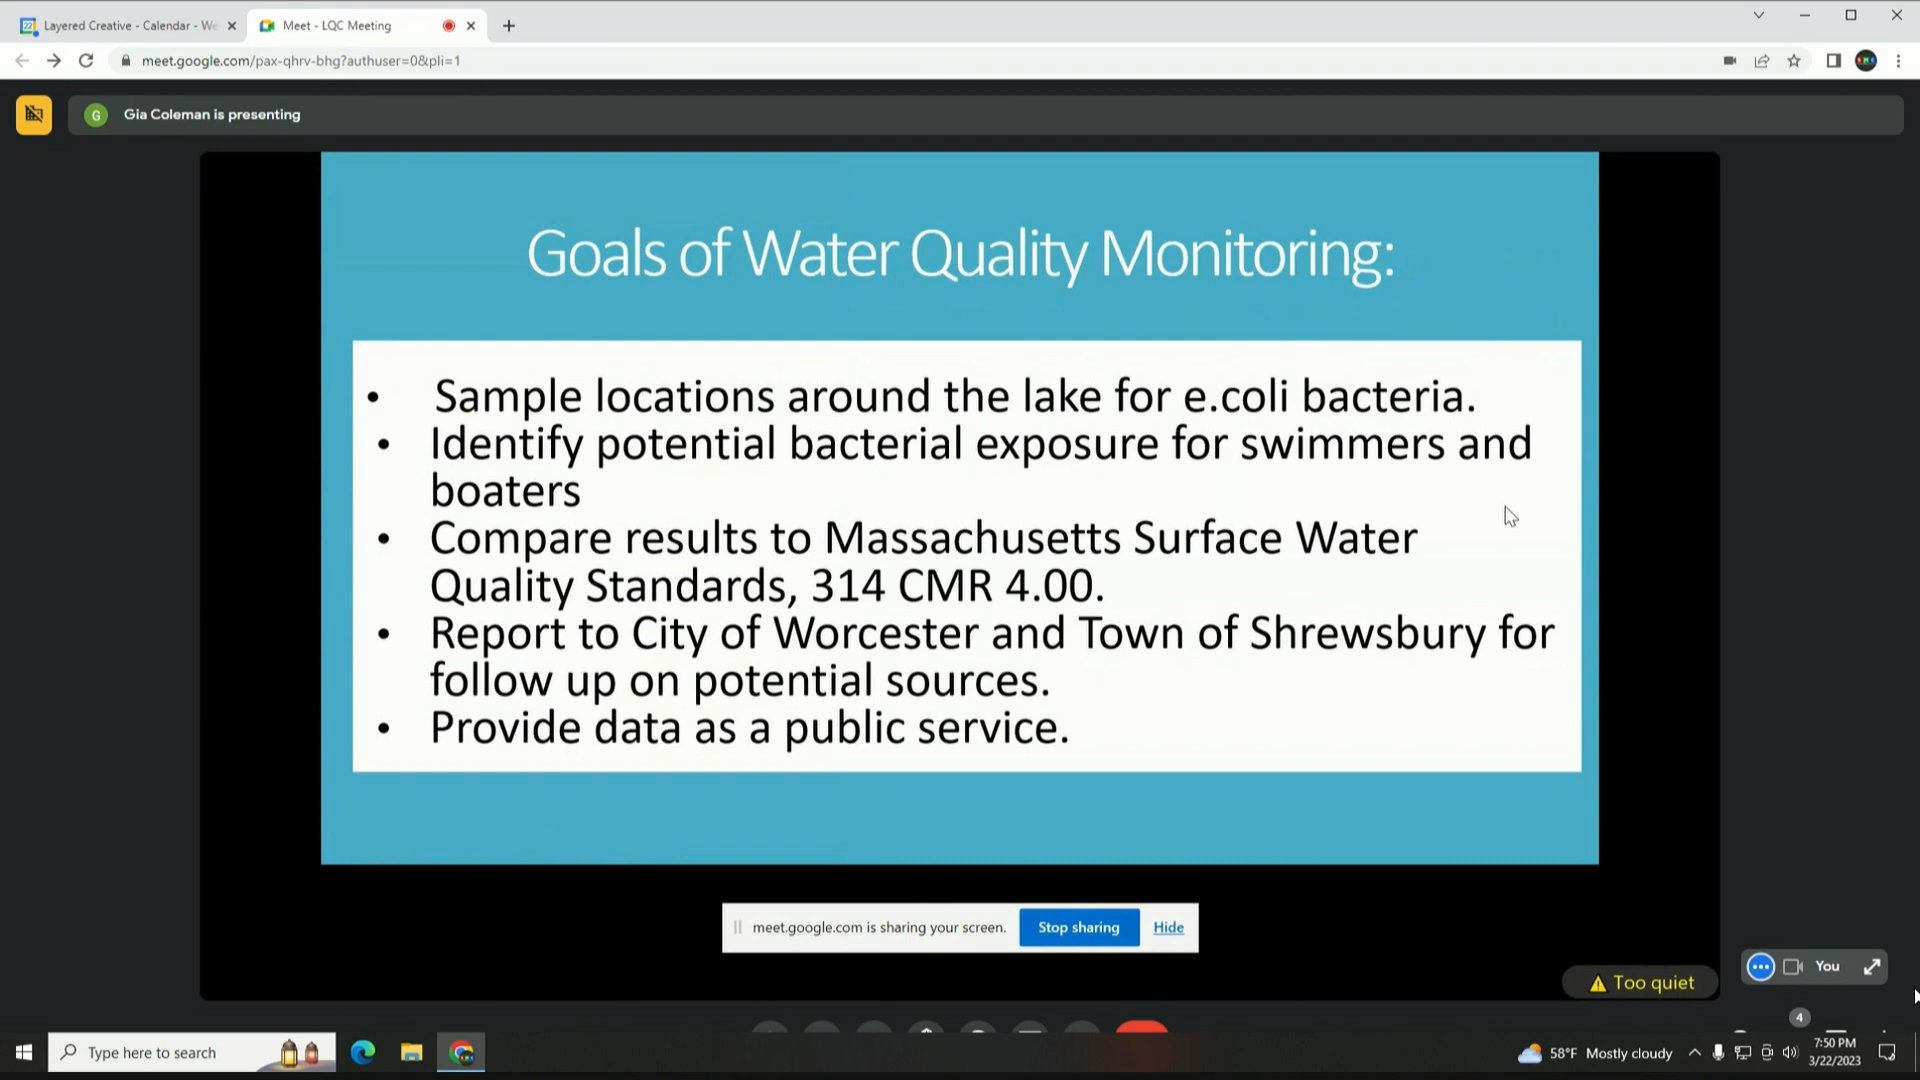 Layered Creative - Calendar - We
Meet - LQC Meeting
meet.google.com/pax-qhrv-bhg?authuser=0&pli=1
G
Gia Coleman is presenting
Goals of Water Quality Monitoring:
• Sample locations around the lake for e.coli bacteria.
• Identify potential bacterial exposure for swimmers and
boaters
• Compare results to Massachusetts Surface Water
Quality Standards, 314 CMR 4.00.
• Report to City of Worcester and Town of Shrewsbury for
follow up on potential sources.
• Provide data as a public service.
meet.google.com is sharing your screen. Stop sharing Hide
You
Too quiet
4
Type here to search
58°F Mostly cloudy
7:50 PM
3/22/2023